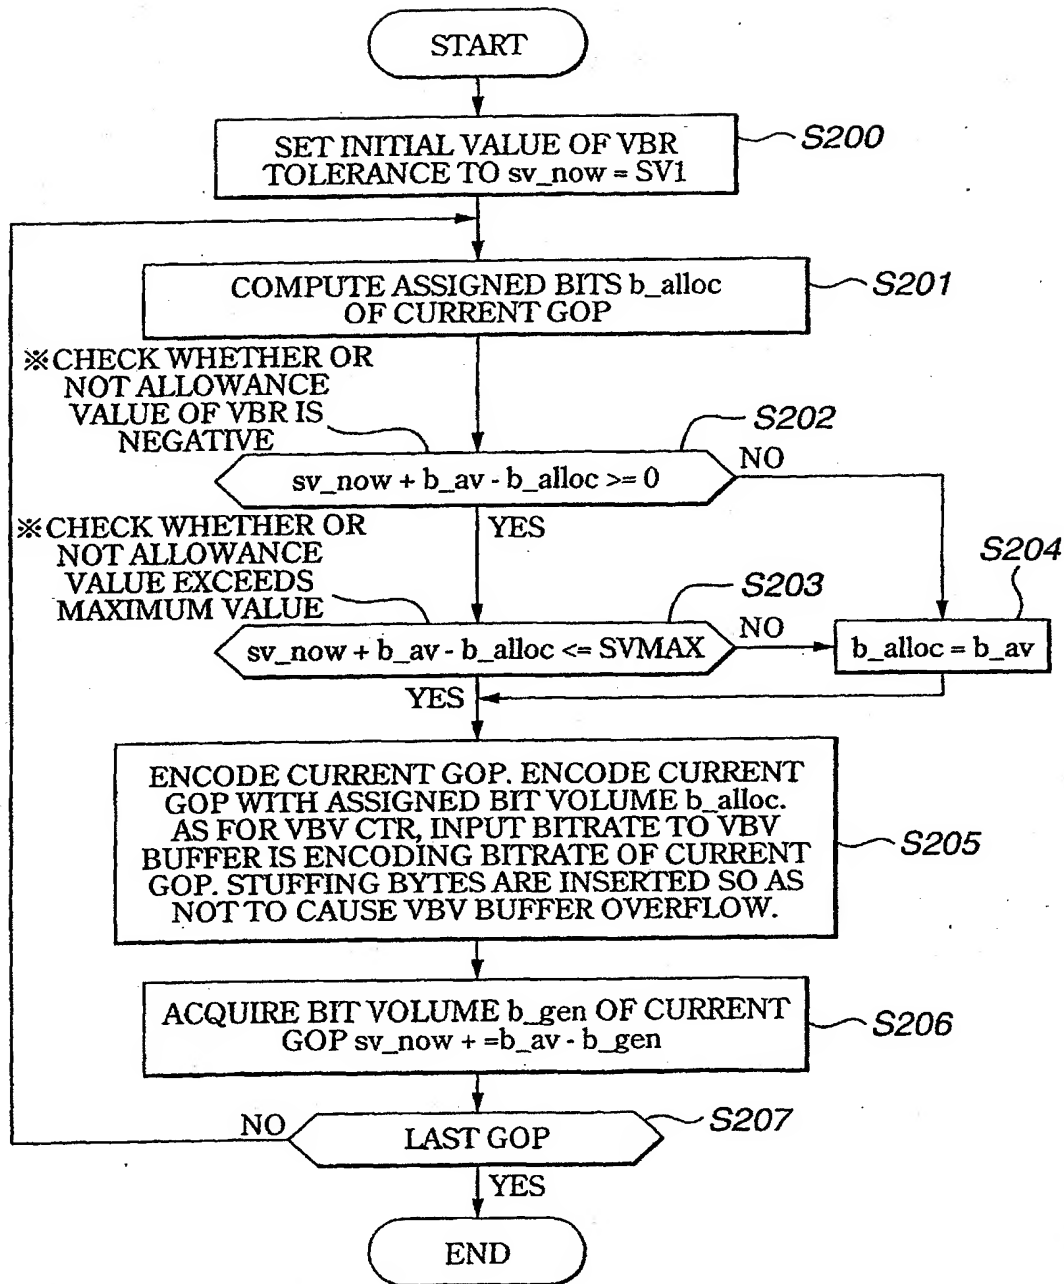 START
SET INITIAL VALUE OF VBR
TOLERANCE TO sv_now = SV1
S200
COMPUTE ASSIGNED BITS b_alloc
OF CURRENT GOP
S201
※CHECK WHETHER OR
NOT ALLOWANCE
VALUE OF VBR IS
NEGATIVE
S202
sv_now + b_av - b_alloc >= 0
NO
YES
※CHECK WHETHER OR
NOT ALLOWANCE
VALUE EXCEEDS
MAXIMUM VALUE
S203
sv_now + b_av - b_alloc <= SVMAX
NO
S204
b_alloc = b_av
YES
ENCODE CURRENT GOP. ENCODE CURRENT
GOP WITH ASSIGNED BIT VOLUME b_alloc.
AS FOR VBV CTR, INPUT BITRATE TO VBV
BUFFER IS ENCODING BITRATE OF CURRENT
GOP. STUFFING BYTES ARE INSERTED SO AS
NOT TO CAUSE VBV BUFFER OVERFLOW.
S205
ACQUIRE BIT VOLUME b_gen OF CURRENT
GOP sv_now + =b_av - b_gen
S206
NO
LAST GOP
S207
YES
END